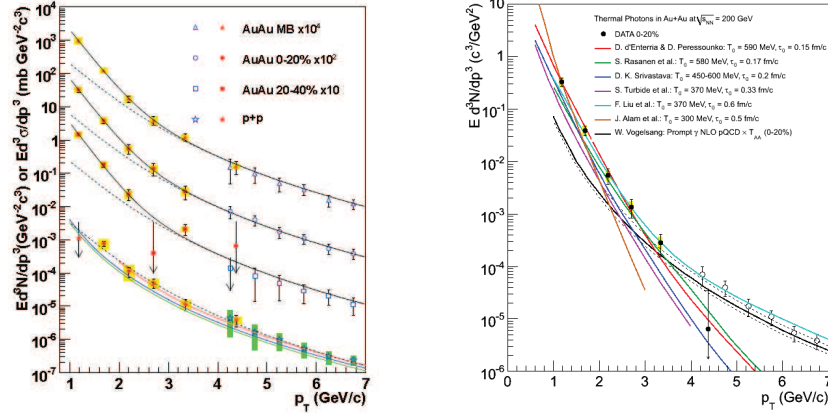 Ed³N/dp³(GeV⁻²c³) or Ed³σ/dp³ (mb GeV⁻²c³)
10⁴
10³
10²
10
1
10⁻¹
10⁻²
10⁻³
10⁻⁴
10⁻⁵
10⁻⁶
10⁻⁷
AuAu MB x10⁴
AuAu 0-20% x10²
AuAu 20-40% x10
p+p
1 2 3 4 5 6 7
p_T (GeV/c)
E d³N/dp³ (c³/GeV²)
10
1
10⁻¹
10⁻²
10⁻³
10⁻⁴
10⁻⁵
10⁻⁶
Thermal Photons in Au+Au at √s_NN = 200 GeV
DATA 0-20%
D. d'Enterria & D. Peressounko: T₀ = 590 MeV, τ₀ = 0.15 fm/c
S. Rasanen et al.: T₀ = 580 MeV, τ₀ = 0.17 fm/c
D. K. Srivastava: T₀ = 450-600 MeV, τ₀ = 0.2 fm/c
S. Turbide et al.: T₀ = 370 MeV, τ₀ = 0.33 fm/c
F. Liu et al.: T₀ = 370 MeV, τ₀ = 0.6 fm/c
J. Alam et al.: T₀ = 300 MeV, τ₀ = 0.5 fm/c
W. Vogelsang: Prompt γ NLO pQCD × T_AA (0-20%)
0 1 2 3 4 5 6 7
p_T (GeV/c)